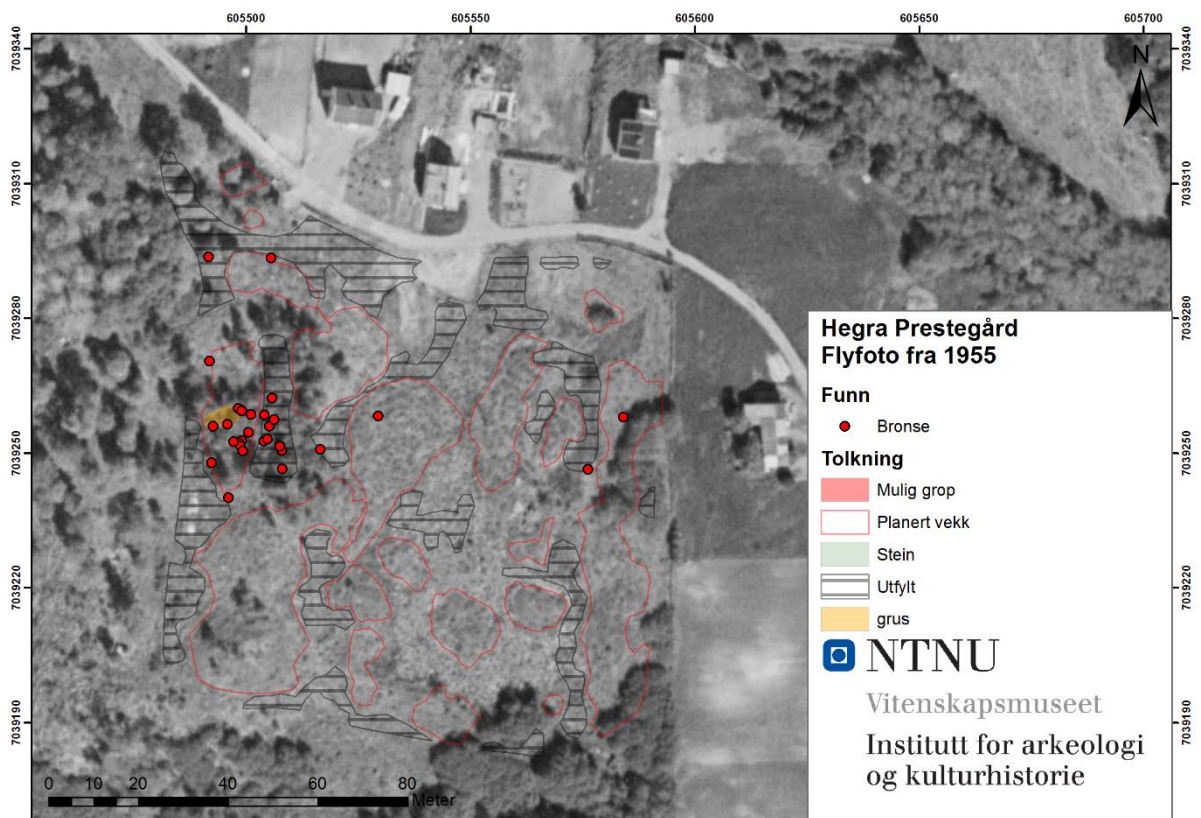 605500 605550 605600 605650 605700
7039340 7039340
N
7039310 7039310
7039280 7039280
7039250 7039250
7039220 7039220
7039190 7039190
Hegra Prestegård
Flyfoto fra 1955
Funn
Bronse
Tolkning
Mulig grop
Planert vekk
Stein
Utfylt
grus
NTNU
Vitenskapsmuseet
Institutt for arkeologi
og kulturhistorie
0 10 20 40 60 80
Meter